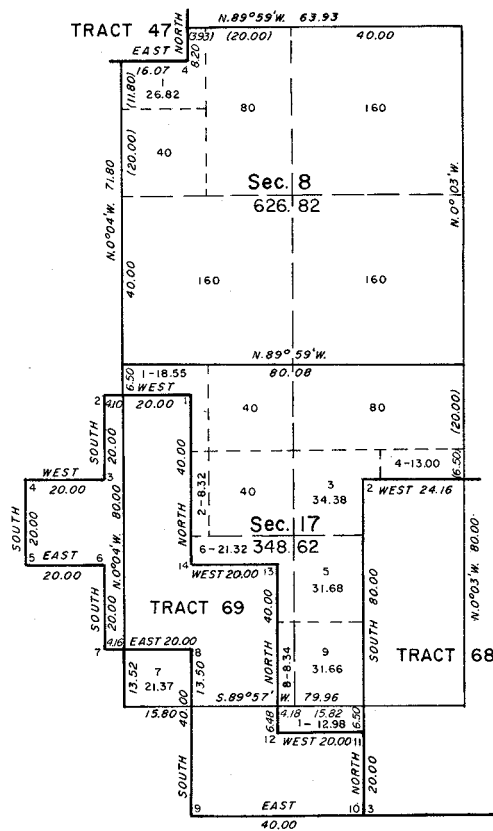 N.89°59'W. 63.93
TRACT 47
NORTH
(3.93) (20.00) 40.00
EAST
8.20
16.07 4
(11.80)
1
26.82
80 160
(20.00)
40
71.80
N.0°04'W.
N.0°03'W.
Sec. 8
626.82
40.00
160 160
N.89°59'W.
80.08
6.50
1-18.55
WEST
2 4.10 20.00 1
40 80
(20.00)
SOUTH
20.00
40.00
4-13.00
(6.50)
WEST
3
4 20.00
2-8.32
40
3
34.38
2 WEST 24.16
SOUTH
20.00
80.00
N.0°04'W.
NORTH
Sec. 17
348.62
6-21.32
80.00
N.0°03'W.
5 EAST 6
20.00
14
WEST 20.00 13
5
31.68
SOUTH
20.00
TRACT 69
40.00
80.00
SOUTH
TRACT 68
7 4.16 EAST 20.00 8
NORTH
8-8.34
9
31.66
13.52
7
21.37
13.50
S.89°57' W. 79.96
15.80
40.00
6.48
4.18 15.82
1-12.98
6.50
12 WEST 20.00 11
SOUTH
NORTH
20.00
9 EAST 10 3
40.00